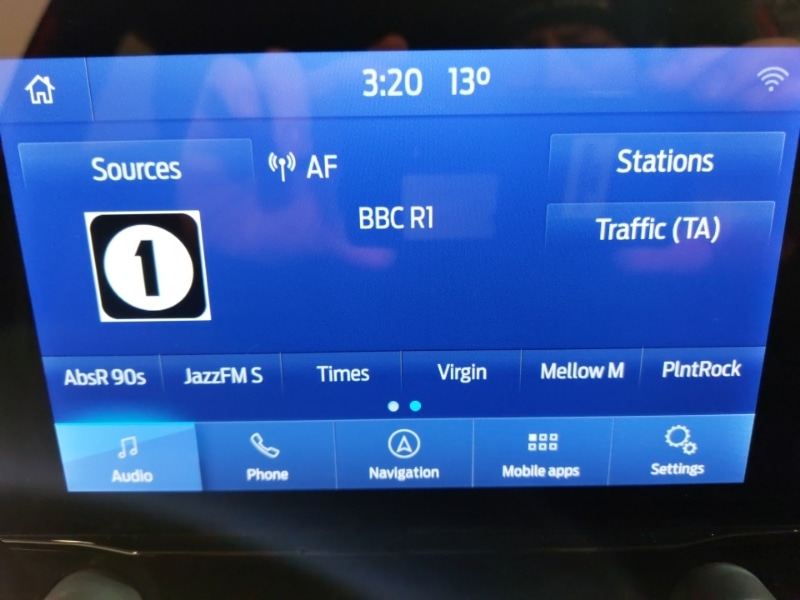 3:20 13º
Sources
AF
Stations
BBC R1
Traffic (TA)
1
AbsR 90s
JazzFM S
Times
Virgin
Mellow M
PlntRock
Audio
Phone
Navigation
Mobile apps
Settings